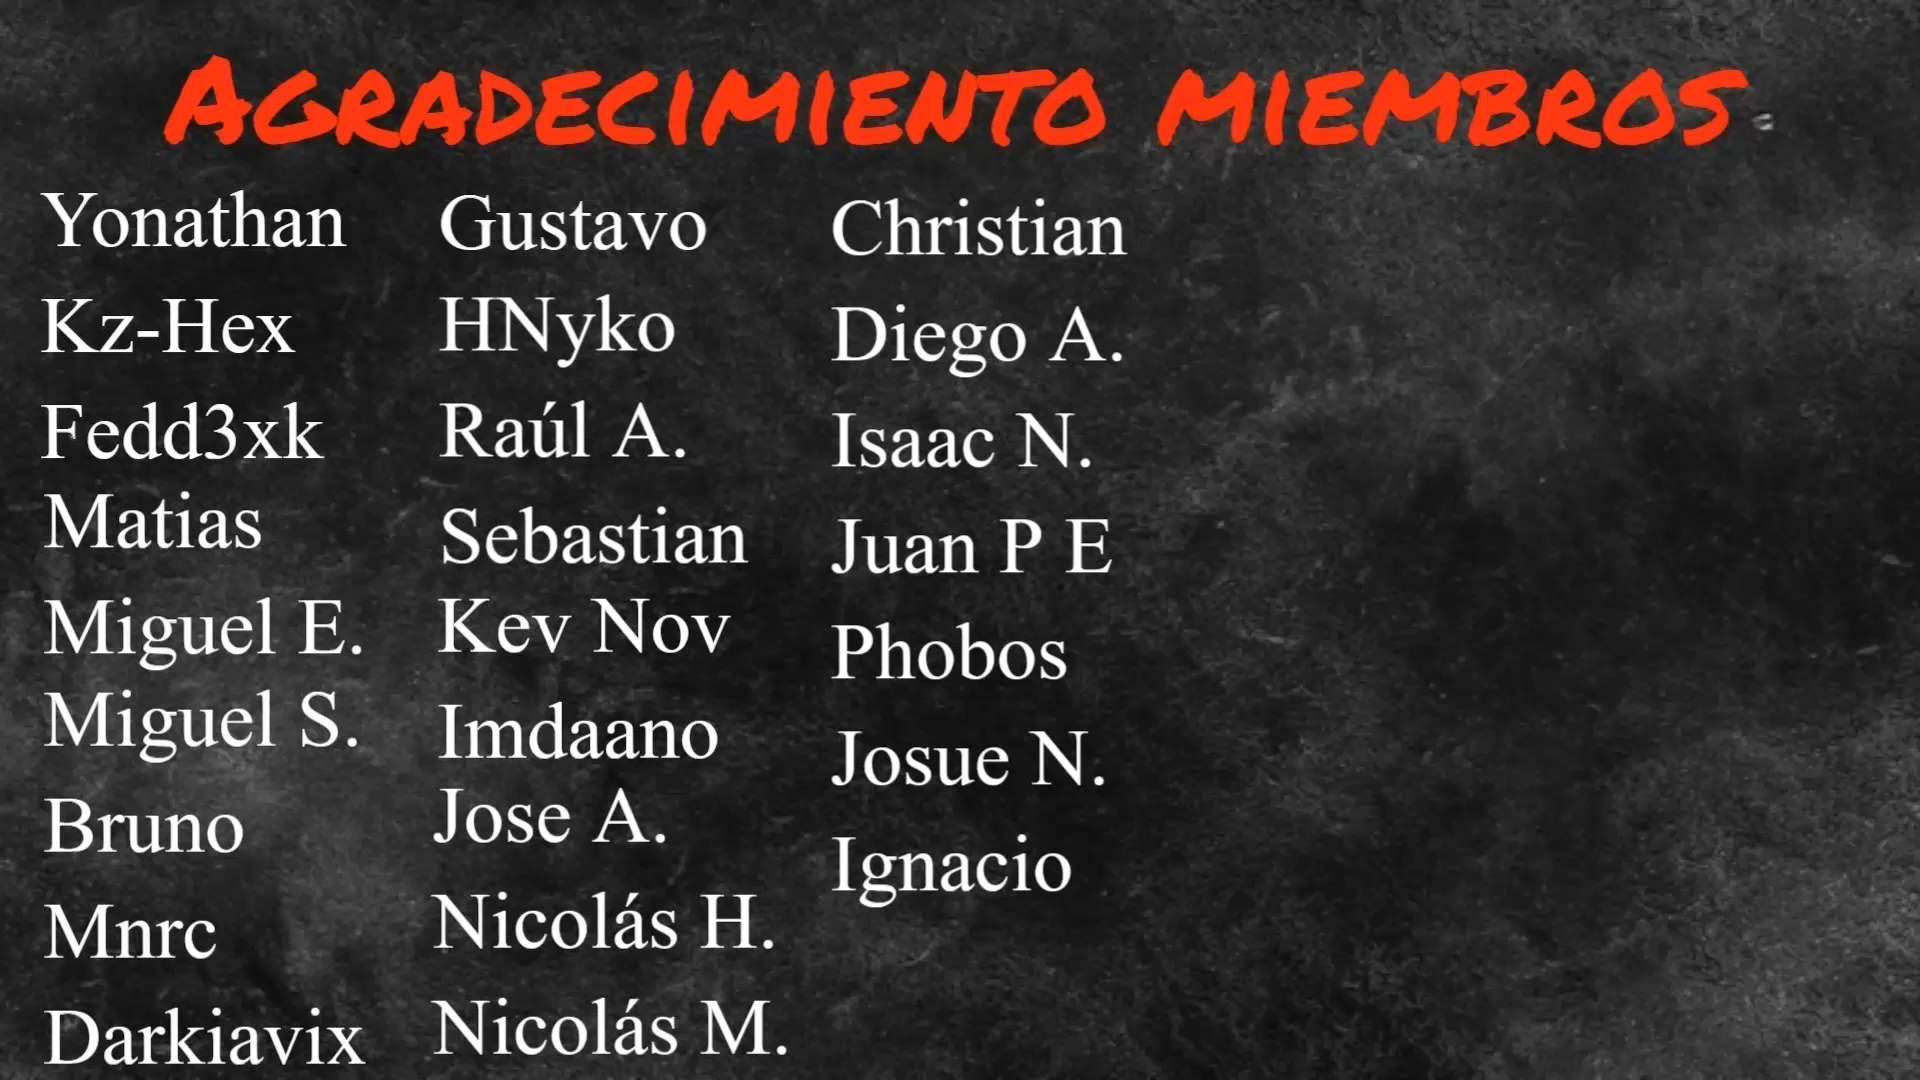 AGRADECIMIENTO MIEMBROS
Yonathan
Kz-Hex
Fedd3xk
Matias
Miguel E.
Miguel S.
Bruno
Mnrc
Darkiavix
Gustavo
HNyko
Raúl A.
Sebastian
Kev Nov
Imdaano
Jose A.
Nicolás H.
Nicolás M.
Christian
Diego A.
Isaac N.
Juan P E
Phobos
Josue N.
Ignacio